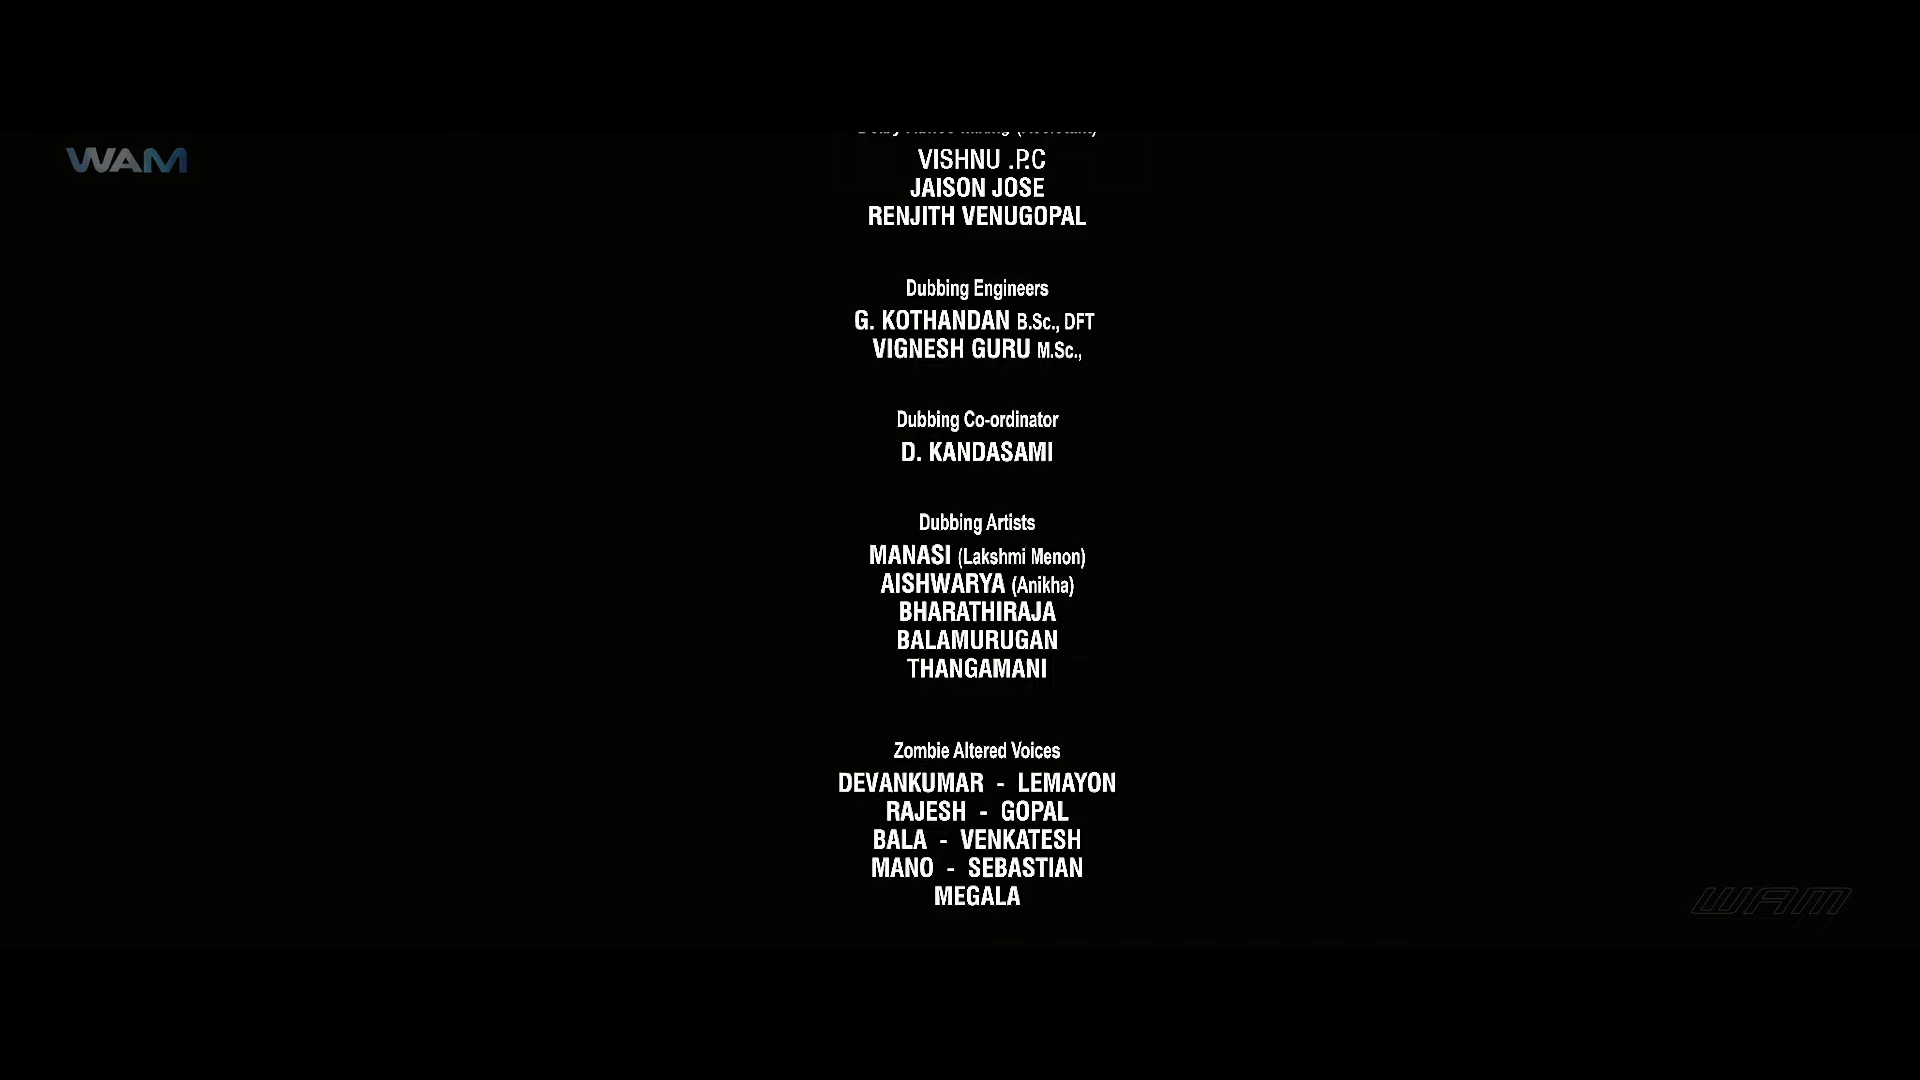 WAM
VISHNU .P.C
JAISON JOSE
RENJITH VENUGOPAL
Dubbing Engineers
G. KOTHANDAN B.Sc., DFT
VIGNESH GURU M.Sc.,
Dubbing Co-ordinator
D. KANDASAMI
Dubbing Artists
MANASI (Lakshmi Menon)
AISHWARYA (Anikha)
BHARATHIRAJA
BALAMURUGAN
THANGAMANI
Zombie Altered Voices
DEVANKUMAR - LEMAYON
RAJESH - GOPAL
BALA - VENKATESH
MANO - SEBASTIAN
MEGALA
WAM